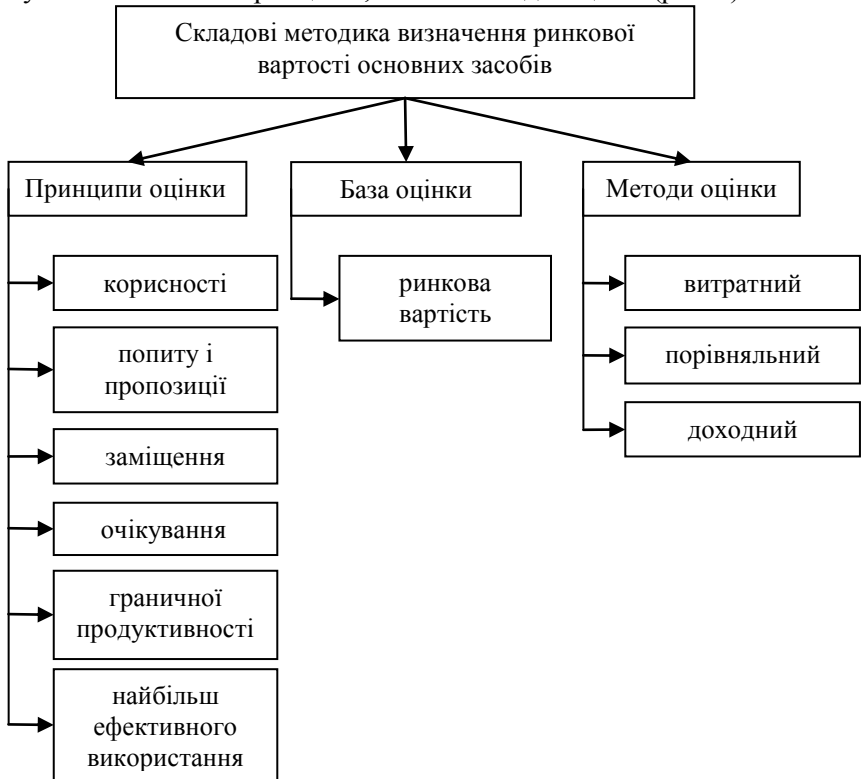 Складові методика визначення ринкової
вартості основних засобів
Принципи оцінки
База оцінки
Методи оцінки
корисності
попиту і
пропозиції
заміщення
очікування
граничної
продуктивності
найбільш
ефективного
використання
ринкова
вартість
витратний
порівняльний
доходний